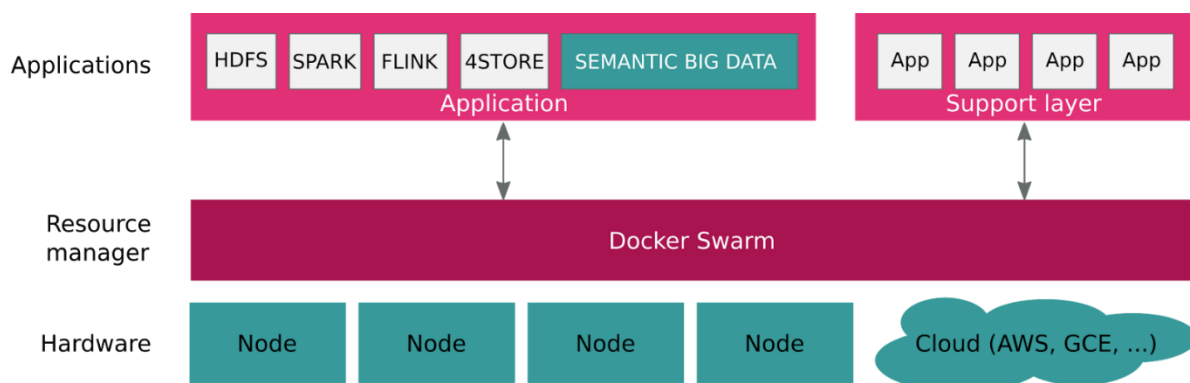 Applications
HDFS SPARK FLINK 4STORE SEMANTIC BIG DATA
Application
App App App App
Support layer
Resource
manager
Docker Swarm
Hardware
Node Node Node Node Cloud (AWS, GCE, ...)